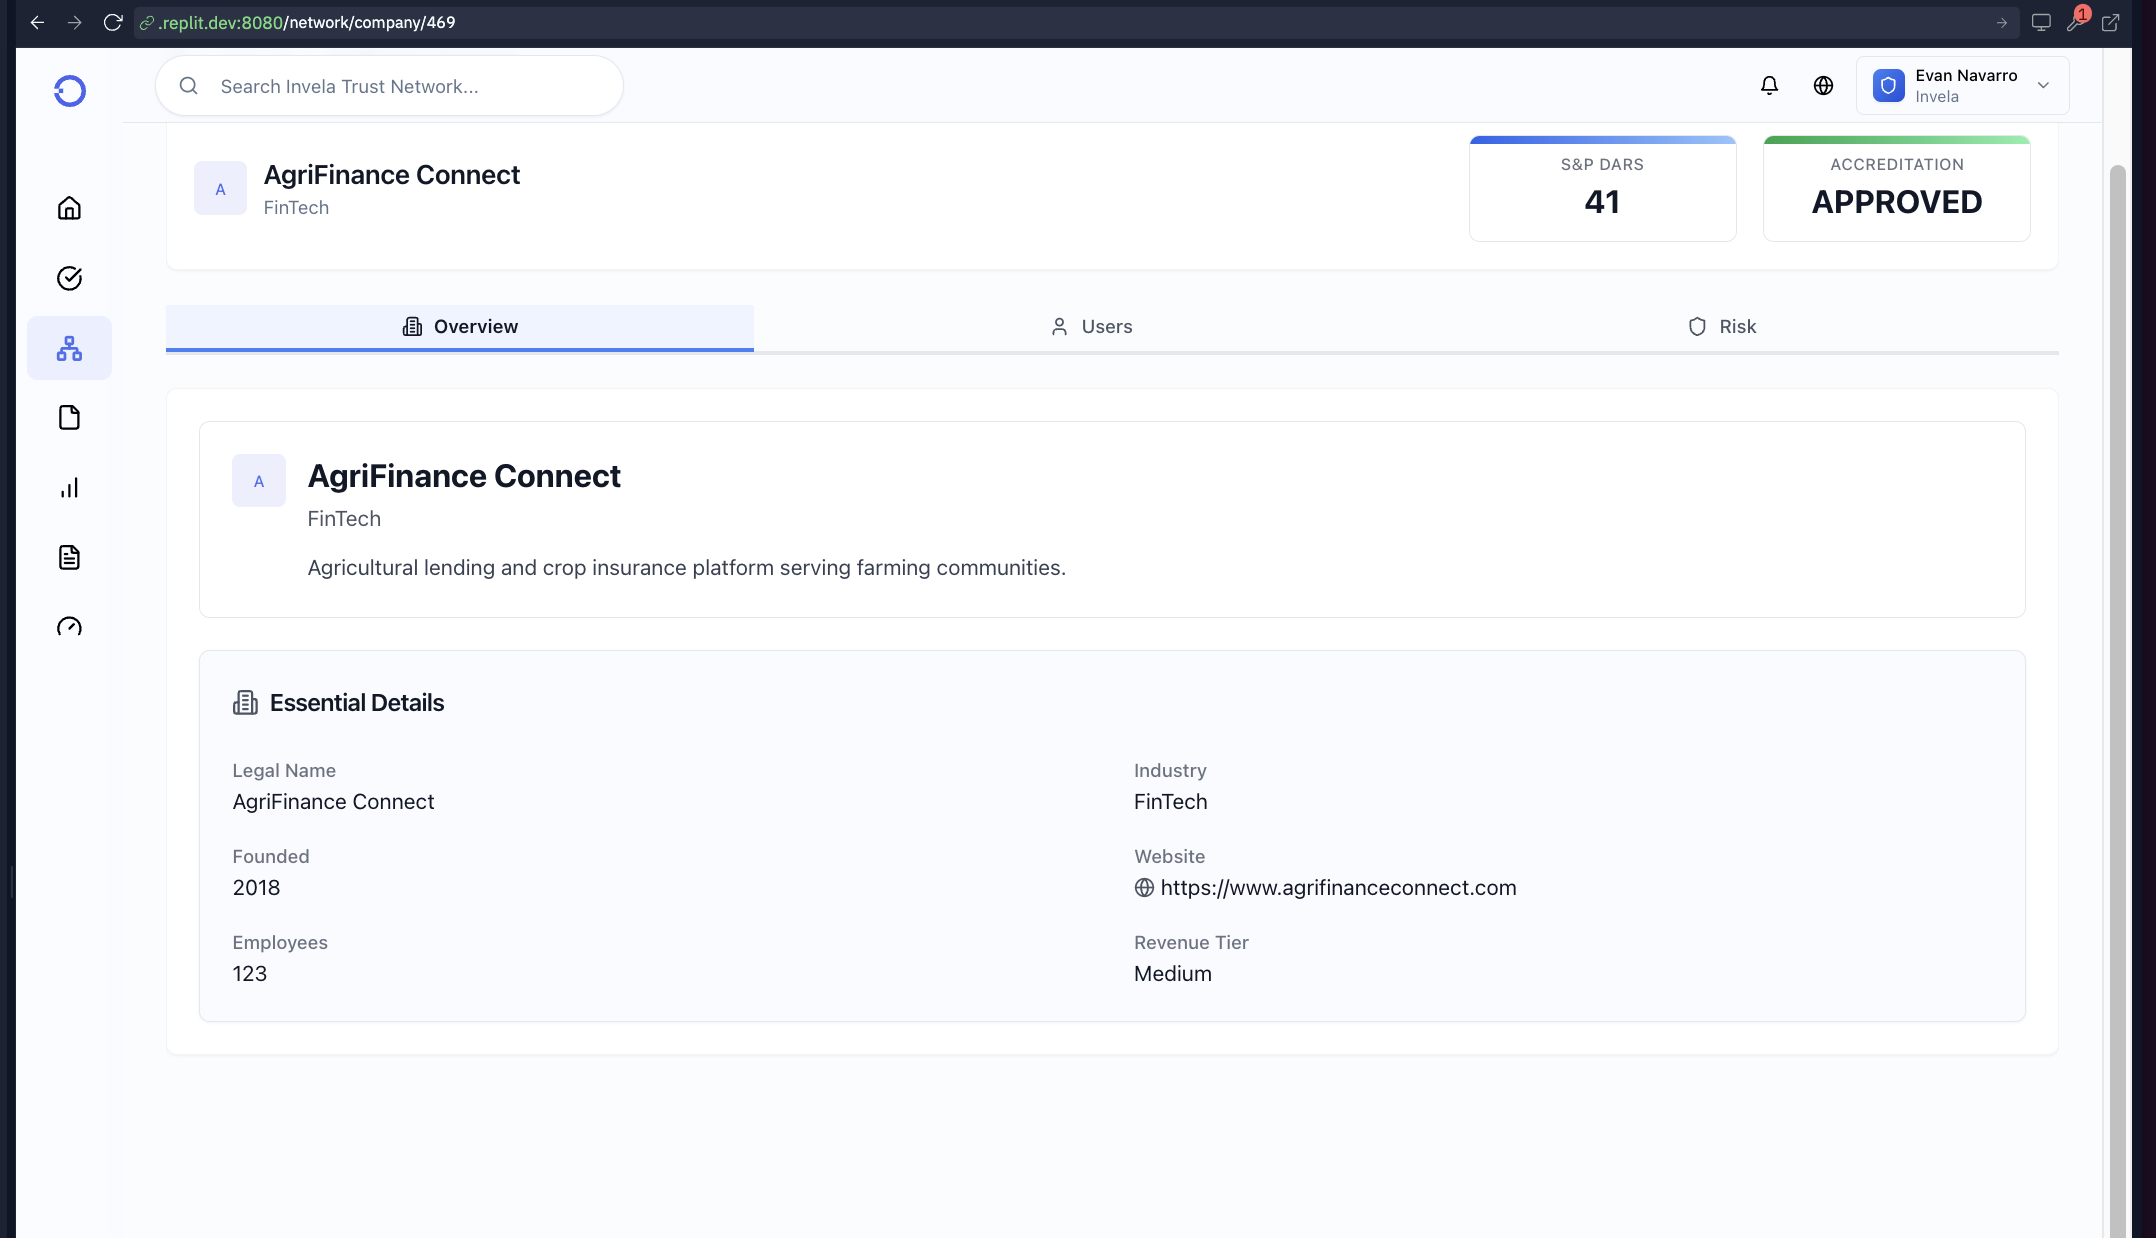 .replit.dev:8080/network/company/469
1
Search Invela Trust Network...
Evan Navarro
Invela
A
AgriFinance Connect
FinTech
S&P DARS
41
ACCREDITATION
APPROVED
Overview
Users
Risk
A
AgriFinance Connect
FinTech
Agricultural lending and crop insurance platform serving farming communities.
Essential Details
Legal Name
AgriFinance Connect
Industry
FinTech
Founded
2018
Website
https://www.agrifinanceconnect.com
Employees
123
Revenue Tier
Medium